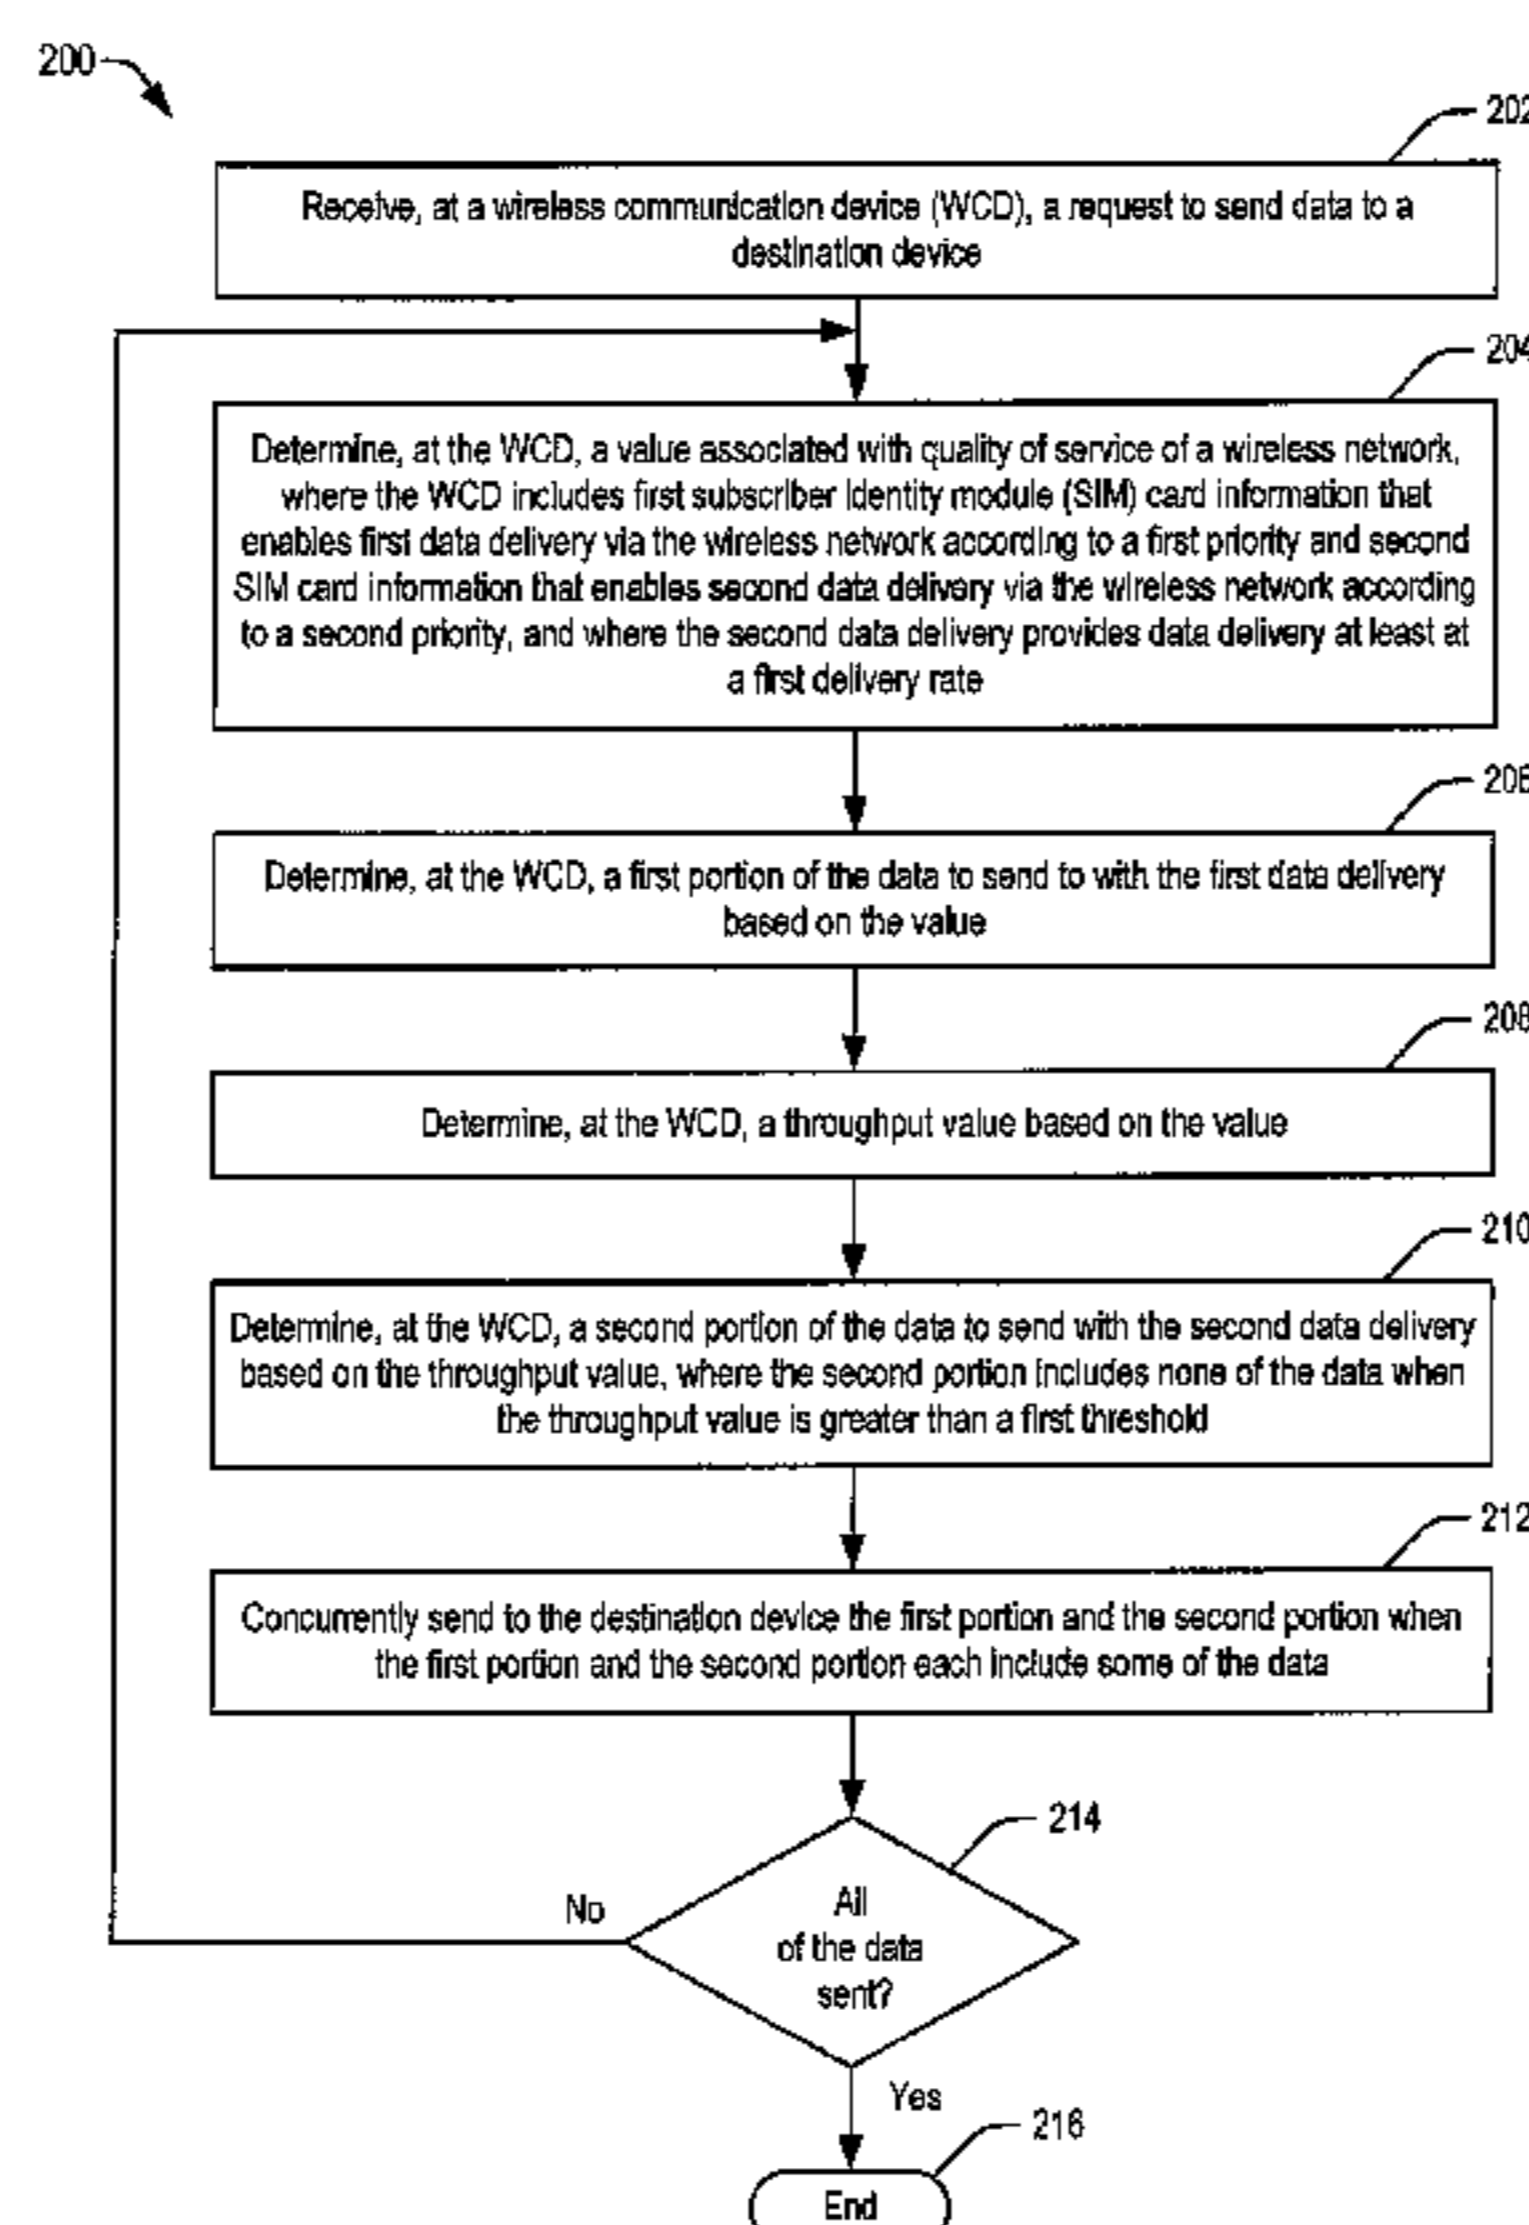 200
202
Receive, at a wireless communication device (WCD), a request to send data to a
destination device
204
Determine, at the WCD, a value associated with quality of service of a wireless network,
where the WCD includes first subscriber identity module (SIM) card information that
enables first data delivery via the wireless network according to a first priority and second
SIM card information that enables second data delivery via the wireless network according
to a second priority, and where the second data delivery provides data delivery at least at
a first delivery rate
206
Determine, at the WCD, a first portion of the data to send to with the first data delivery
based on the value
208
Determine, at the WCD, a throughput value based on the value
210
Determine, at the WCD, a second portion of the data to send with the second data delivery
based on the throughput value, where the second portion includes none of the data when
the throughput value is greater than a first threshold
212
Concurrently send to the destination device the first portion and the second portion when
the first portion and the second portion each include some of the data
214
No
All
of the data
sent?
Yes
216
End